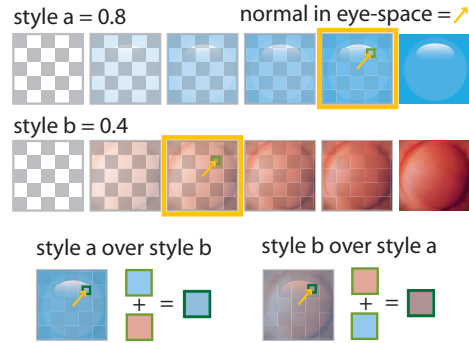 style a = 0.8
normal in eye-space =
style b = 0.4
style a over style b
style b over style a
+ =
+ =